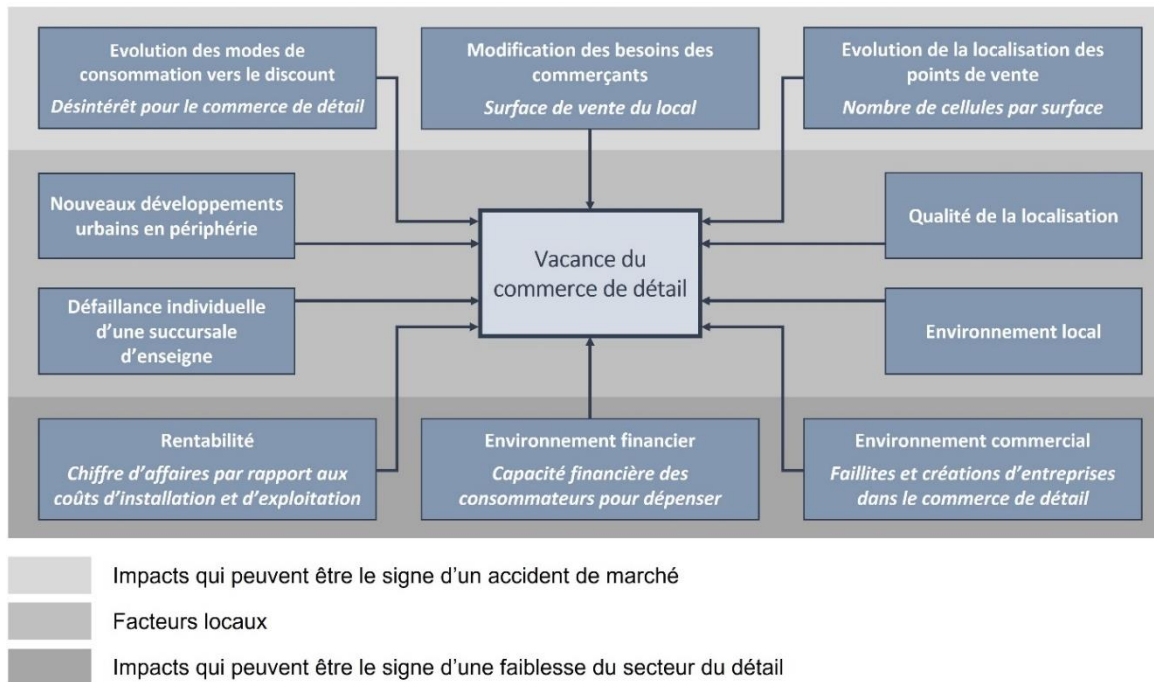 Evolution des modes de
consommation vers le discount
Désintérêt pour le commerce de détail
Modification des besoins des
commerçants
Surface de vente du local
Evolution de la localisation des
points de vente
Nombre de cellules par surface
Nouveaux développements
urbains en périphérie
Qualité de la localisation
Vacance du
commerce de détail
Défaillance individuelle
d'une succursale
d'enseigne
Environnement local
Rentabilité
Chiffre d'affaires par rapport aux
coûts d'installation et d'exploitation
Environnement financier
Capacité financière des
consommateurs pour dépenser
Environnement commercial
Faillites et créations d'entreprises
dans le commerce de détail
Impacts qui peuvent être le signe d'un accident de marché
Facteurs locaux
Impacts qui peuvent être le signe d'une faiblesse du secteur du détail